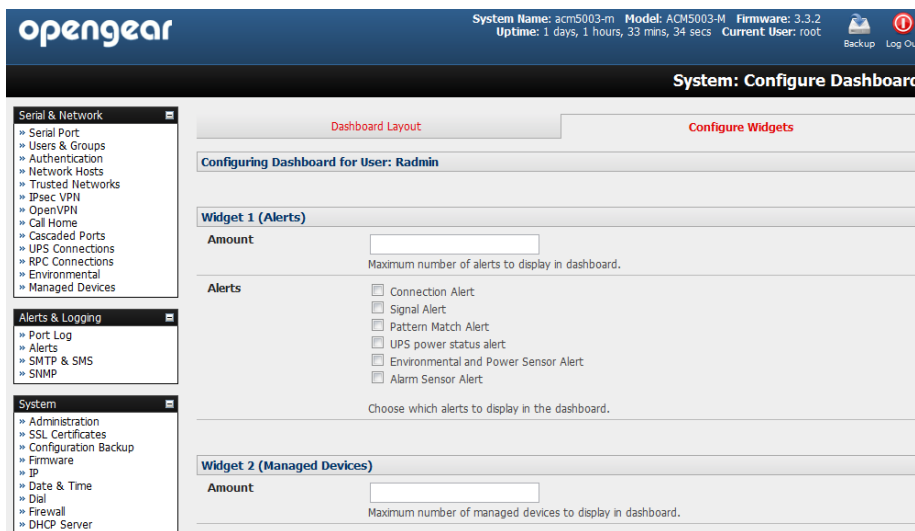 opengear
System Name: acm5003-m Model: ACM5003-M Firmware: 3.3.2
Uptime: 1 days, 1 hours, 33 mins, 34 secs Current User: root
Backup
Log Ou
System: Configure Dashboard
Serial & Network
» Serial Port
» Users & Groups
» Authentication
» Network Hosts
» Trusted Networks
» IPsec VPN
» OpenVPN
» Call Home
» Cascaded Ports
» UPS Connections
» RPC Connections
» Environmental
» Managed Devices
Alerts & Logging
» Port Log
» Alerts
» SMTP & SMS
» SNMP
System
» Administration
» SSL Certificates
» Configuration Backup
» Firmware
» IP
» Date & Time
» Dial
» Firewall
» DHCP Server
Dashboard Layout
Configure Widgets
Configuring Dashboard for User: Radmin
Widget 1 (Alerts)
Amount
Maximum number of alerts to display in dashboard.
Alerts
Connection Alert
Signal Alert
Pattern Match Alert
UPS power status alert
Environmental and Power Sensor Alert
Alarm Sensor Alert
Choose which alerts to display in the dashboard.
Widget 2 (Managed Devices)
Amount
Maximum number of managed devices to display in dashboard.